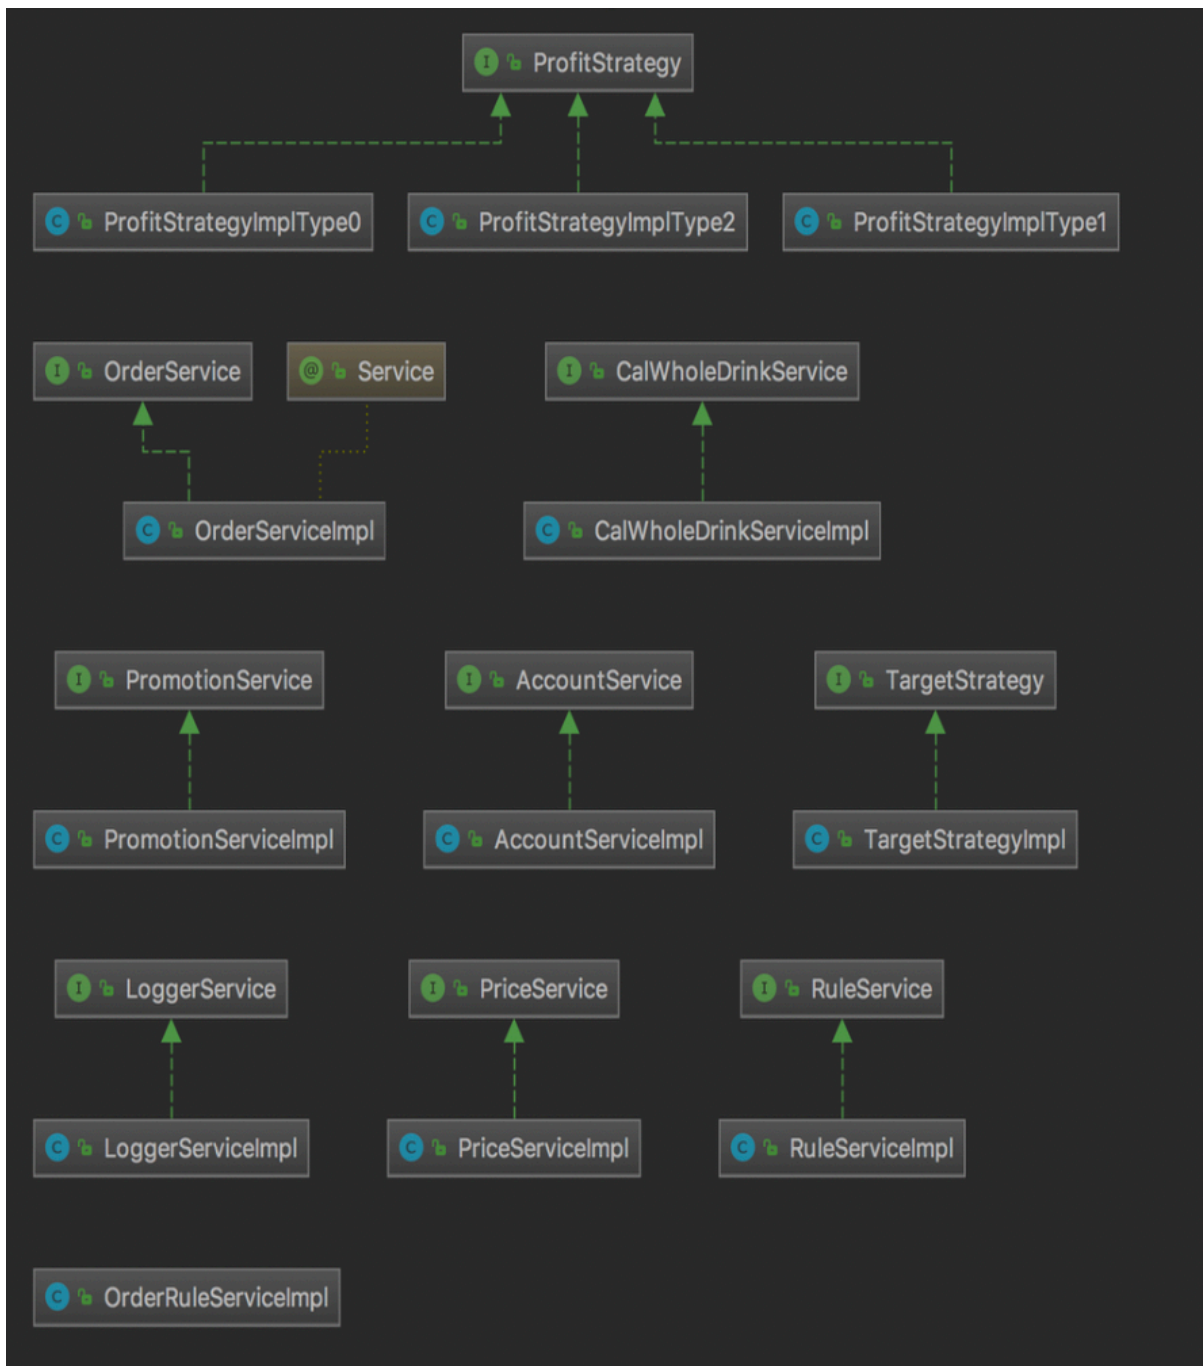 I ProfitStrategy
C ProfitStrategyImplType0 C ProfitStrategyImplType2 C ProfitStrategyImplType1
I OrderService @ Service I CalWholeDrinkService
C OrderServiceImpl C CalWholeDrinkServiceImpl
I PromotionService I AccountService I TargetStrategy
C PromotionServiceImpl C AccountServiceImpl C TargetStrategyImpl
I LoggerService I PriceService I RuleService
C LoggerServiceImpl C PriceServiceImpl C RuleServiceImpl
C OrderRuleServiceImpl